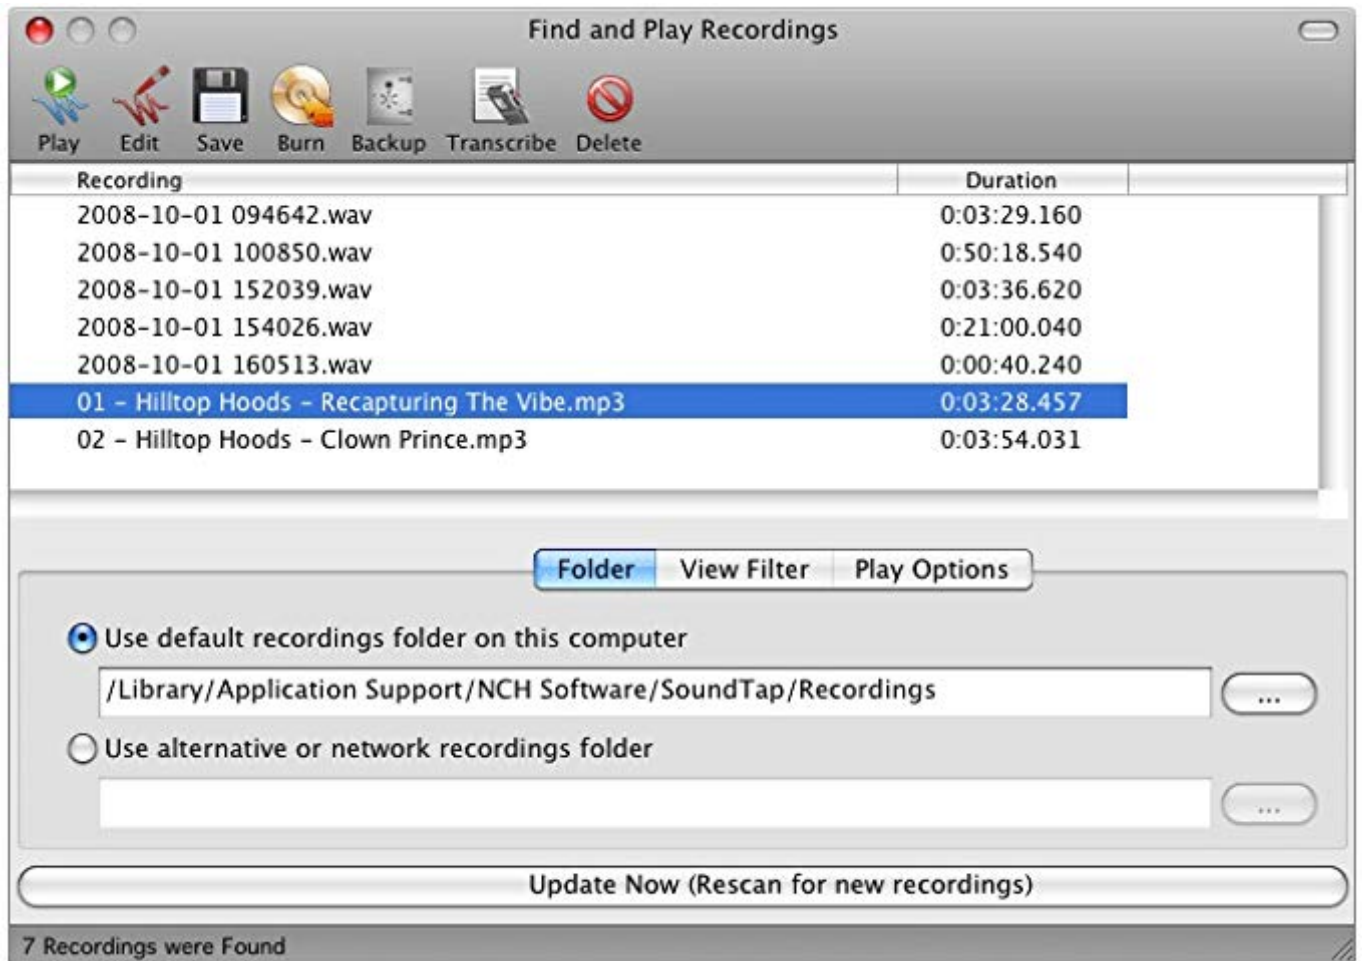 Find and Play Recordings
Play Edit Save Burn Backup Transcribe Delete
Recording Duration
2008-10-01 094642.wav 0:03:29.160
2008-10-01 100850.wav 0:50:18.540
2008-10-01 152039.wav 0:03:36.620
2008-10-01 154026.wav 0:21:00.040
2008-10-01 160513.wav 0:00:40.240
01 - Hilltop Hoods - Recapturing The Vibe.mp3 0:03:28.457
02 - Hilltop Hoods - Clown Prince.mp3 0:03:54.031
Folder View Filter Play Options
Use default recordings folder on this computer
/Library/Application Support/NCH Software/SoundTap/Recordings ...
Use alternative or network recordings folder
...
Update Now (Rescan for new recordings)
7 Recordings were Found